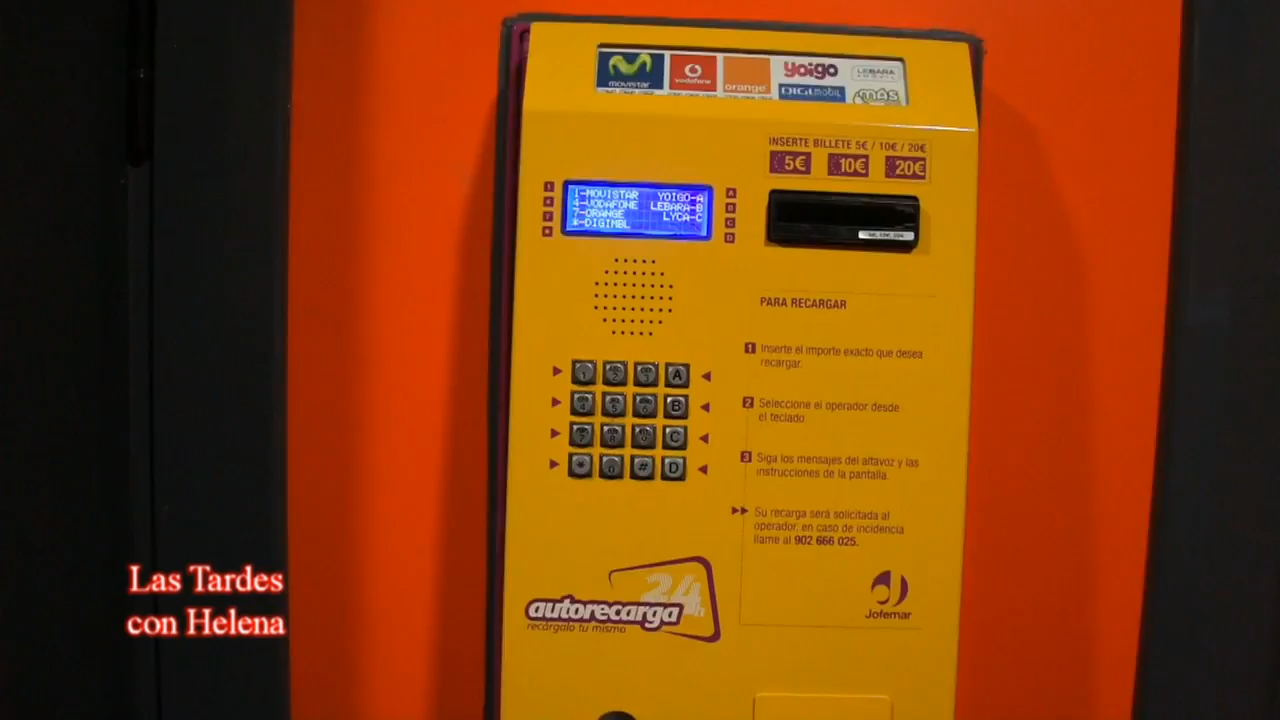 movistar
vodafone
orange
yoigo
LEBARA
MÓVIL
DIGI mobil
más
INSERTE BILLETE 5€ / 10€ / 20€
5€ 10€ 20€
1-MOVISTAR YOIGO-A
4-VODAFONE LEBARA-B
7-ORANGE LYCA-C
*-DIGIMBL
A
B
C
D
PARA RECARGAR
1 Inserte el importe exacto que desea
recargar.
2 Seleccione el operador desde
el teclado
3 Siga los mensajes del altavoz y las
instrucciones de la pantalla.
Su recarga será solicitada al
operador: en caso de incidencia
llame al 902 666 025.
1 2 3 A
4 5 6 B
7 8 9 C
* 0 # D
24h
autorecarga
recárgalo tu mismo
Jofemar
Las Tardes
con Helena